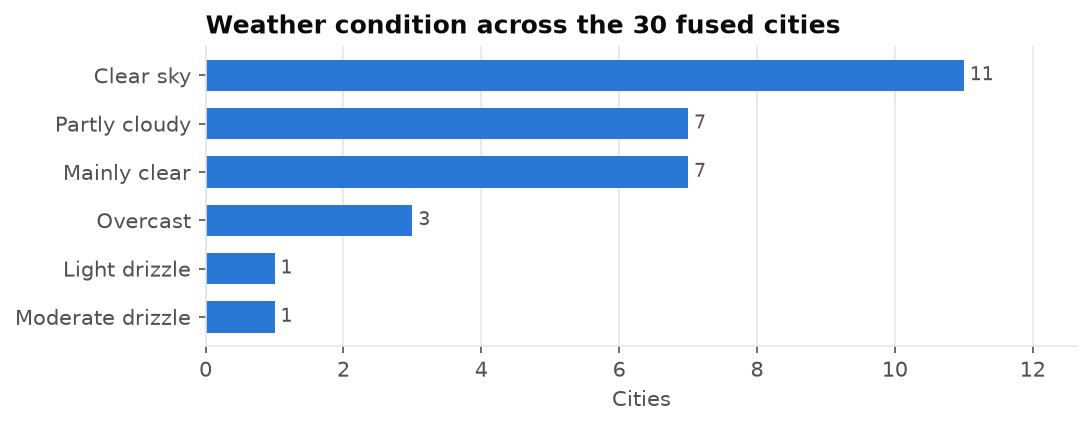 Weather condition across the 30 fused cities
Clear sky 11
Partly cloudy 7
Mainly clear 7
Overcast 3
Light drizzle 1
Moderate drizzle 1
0 2 4 6 8 10 12
Cities